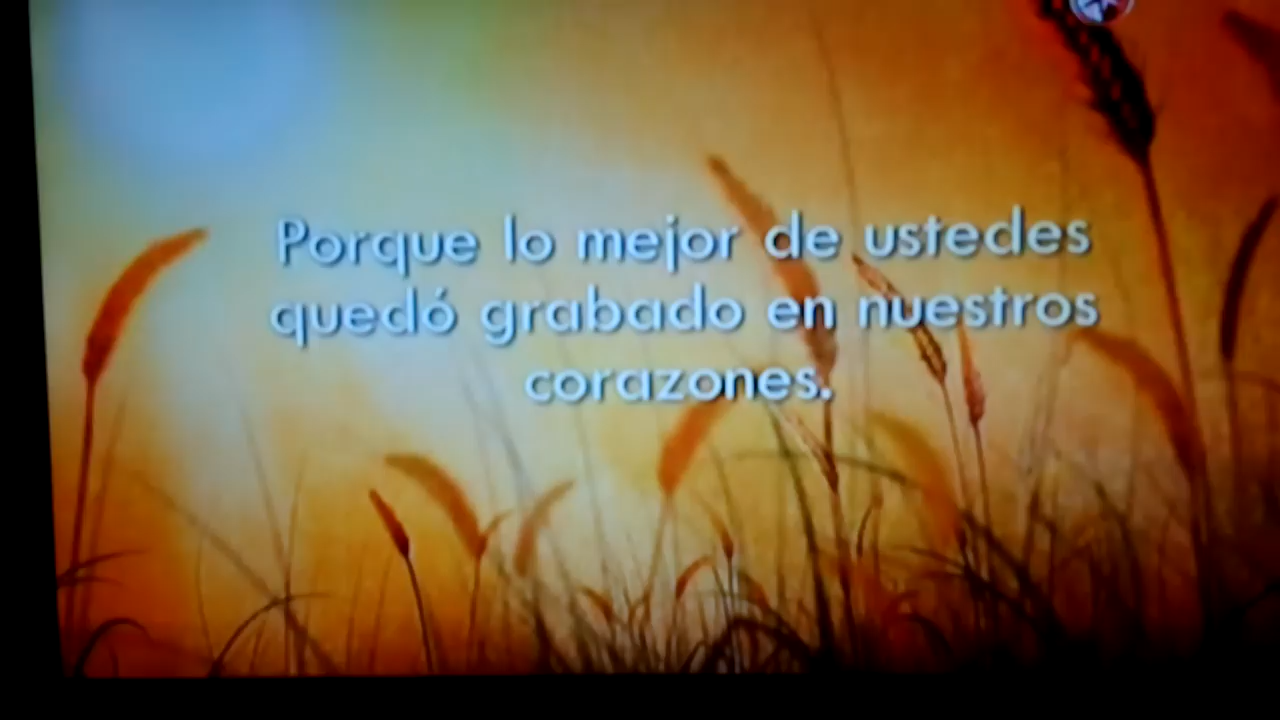 Porque lo mejor de ustedes
quedó grabado en nuestros
corazones.